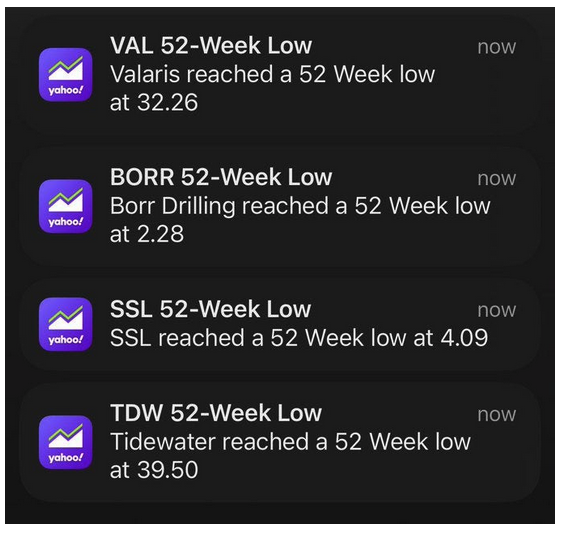 VAL 52-Week Low
now
Valaris reached a 52 Week low
at 32.26
yahoo!
BORR 52-Week Low
now
Borr Drilling reached a 52 Week low
at 2.28
yahoo!
SSL 52-Week Low
now
SSL reached a 52 Week low at 4.09
yahoo!
TDW 52-Week Low
now
Tidewater reached a 52 Week low
at 39.50
yahoo!